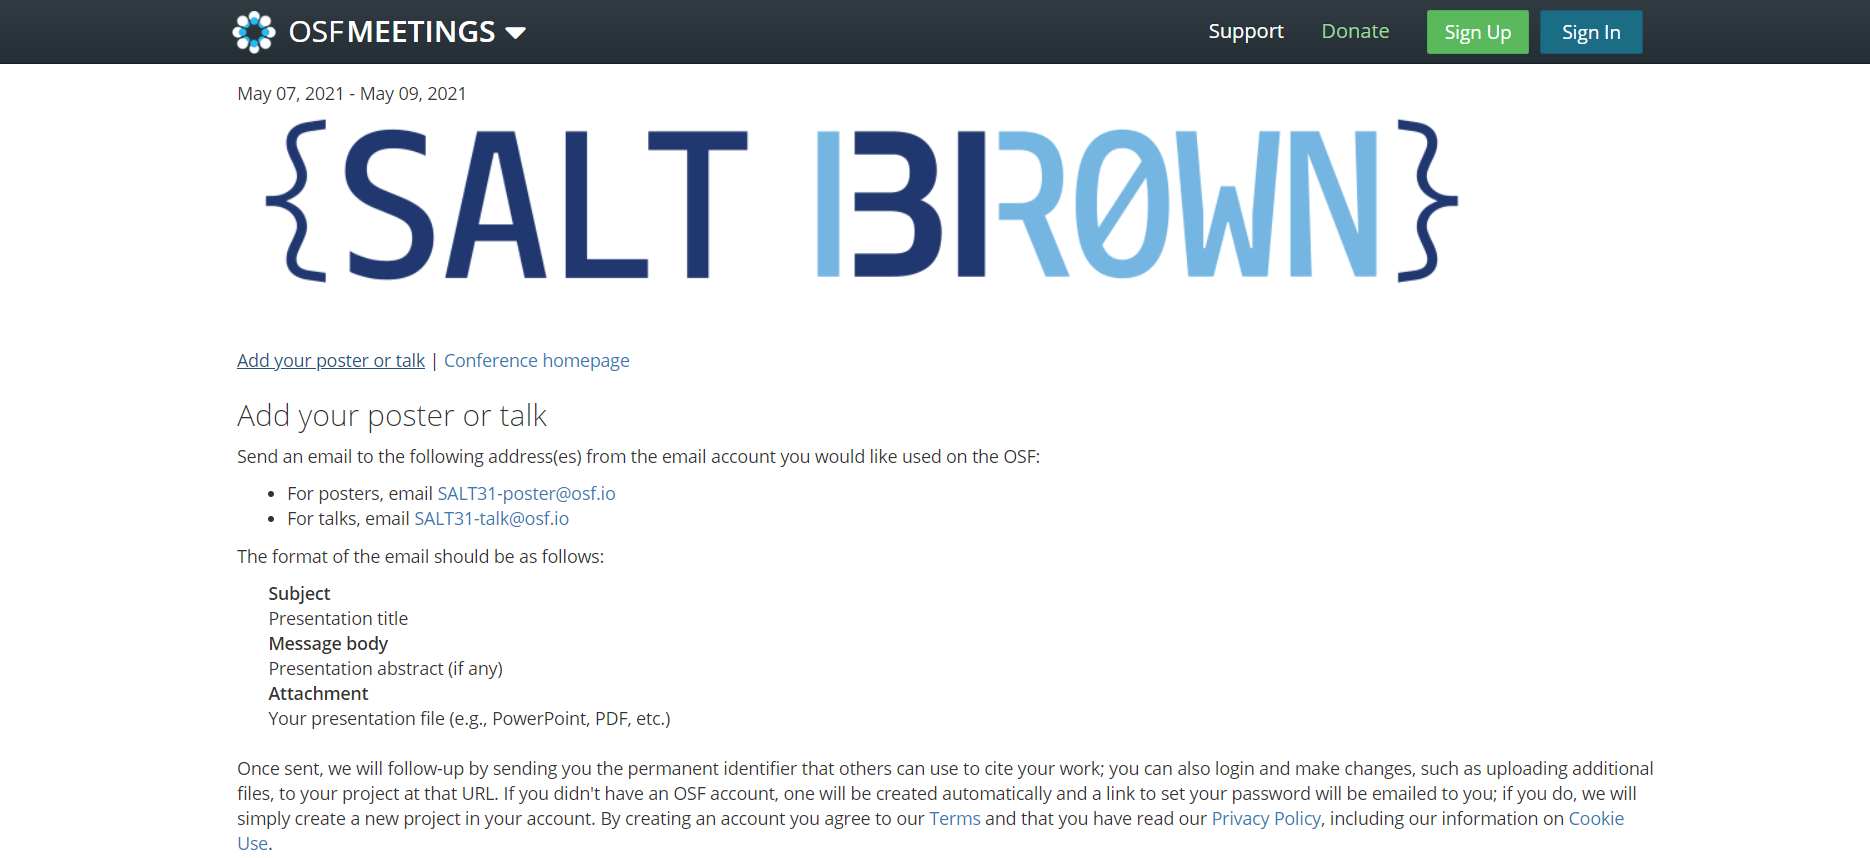 OSFMEETINGS Support Donate Sign Up Sign In
May 07, 2021 - May 09, 2021
{SALT 31 BR0WN}
Add your poster or talk | Conference homepage
Add your poster or talk
Send an email to the following address(es) from the email account you would like used on the OSF:
• For posters, email SALT31-poster@osf.io
• For talks, email SALT31-talk@osf.io
The format of the email should be as follows:
Subject
Presentation title
Message body
Presentation abstract (if any)
Attachment
Your presentation file (e.g., PowerPoint, PDF, etc.)
Once sent, we will follow-up by sending you the permanent identifier that others can use to cite your work; you can also login and make changes, such as uploading additional
files, to your project at that URL. If you didn't have an OSF account, one will be created automatically and a link to set your password will be emailed to you; if you do, we will
simply create a new project in your account. By creating an account you agree to our Terms and that you have read our Privacy Policy, including our information on Cookie
Use.